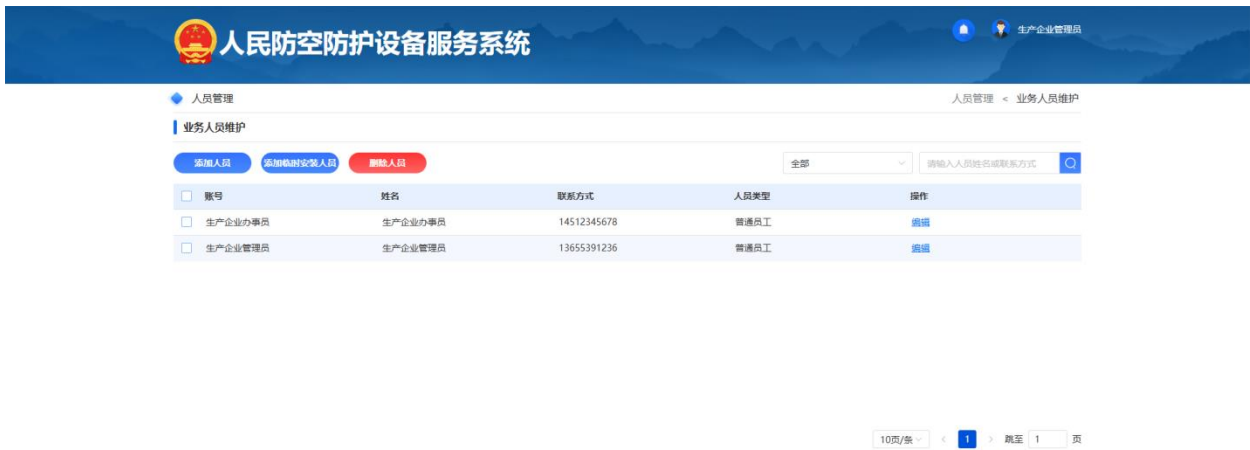 人民防空防护设备服务系统
生产企业管理员
人员管理
人员管理 < 业务人员维护
业务人员维护
添加人员 添加临时安装人员 删除人员 全部 请输入人员姓名或联系方式
账号 姓名 联系方式 人员类型 操作
生产企业办事员 生产企业办事员 14512345678 普通员工 编辑
生产企业管理员 生产企业管理员 13655391236 普通员工 编辑
10页/条 < 1 > 跳至 1 页